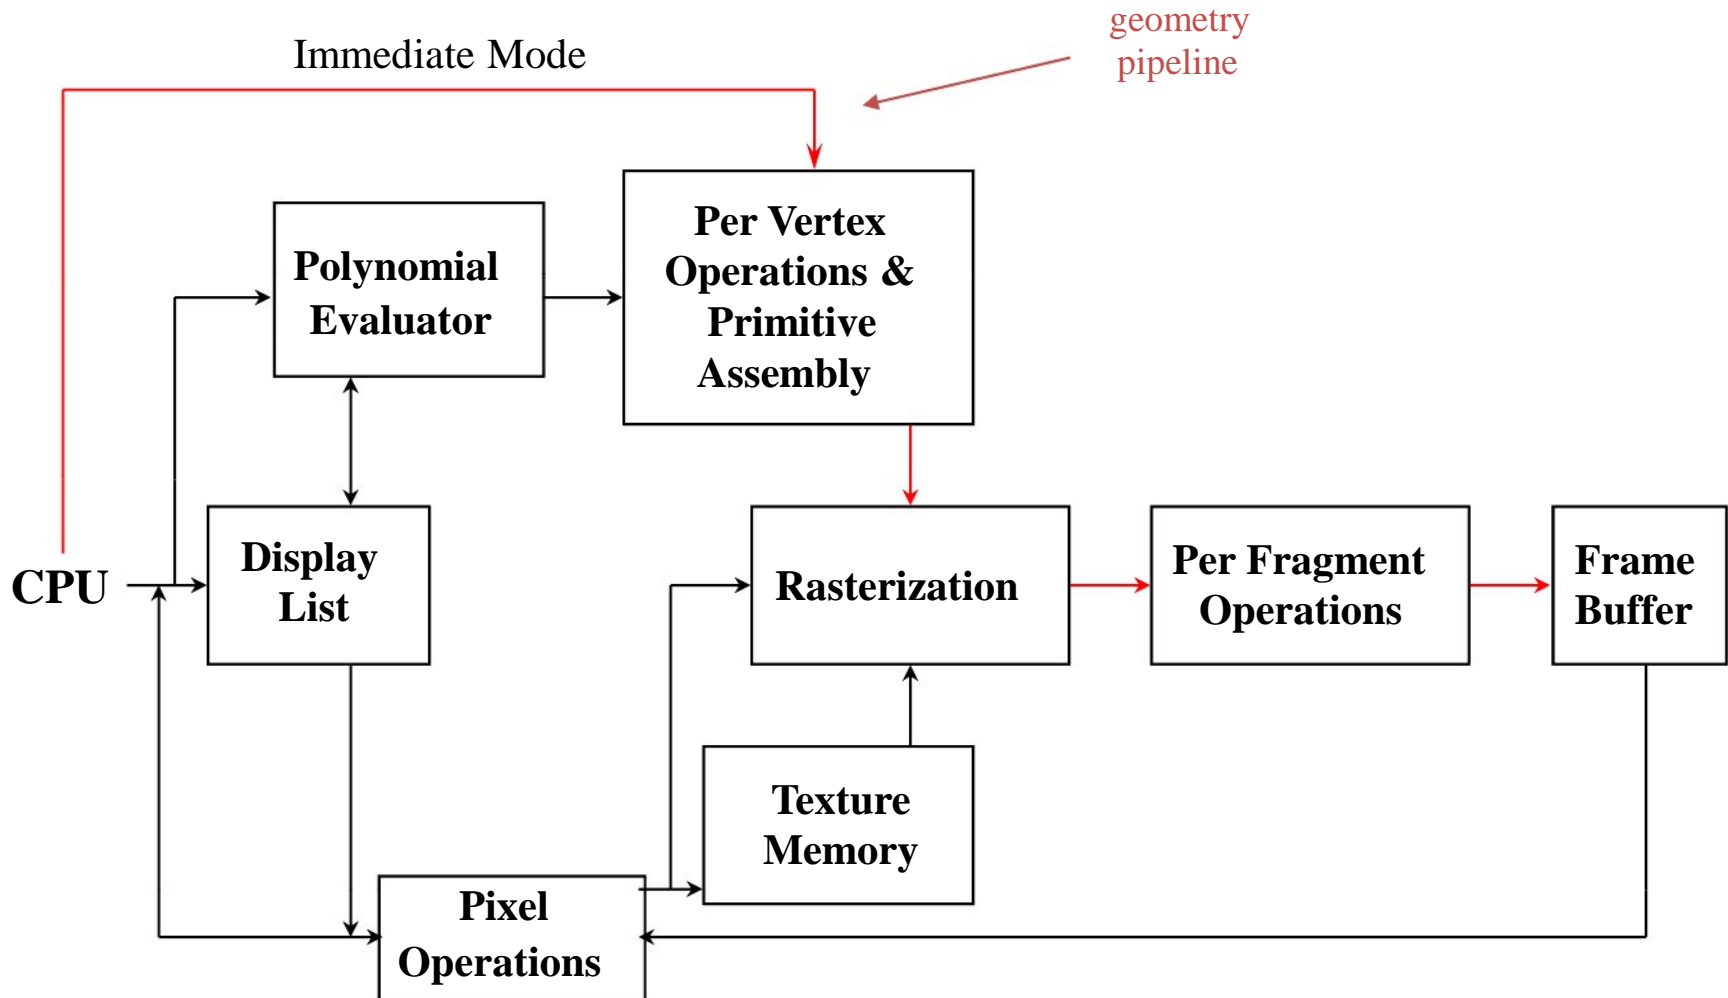 geometry
pipeline
Immediate Mode
Per Vertex
Operations &
Primitive
Assembly
Polynomial
Evaluator
CPU
Display
List
Rasterization
Per Fragment
Operations
Frame
Buffer
Texture
Memory
Pixel
Operations